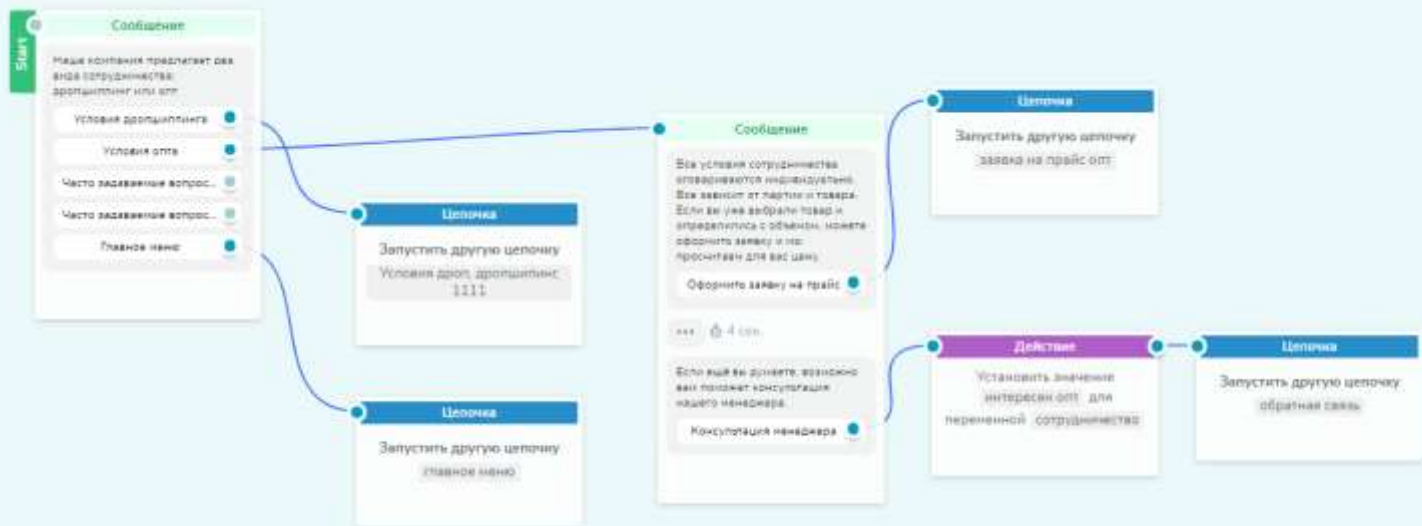 Start
Сообщение
Наша компания предлагает два
вида сотрудничества:
дропшиппинг или опт
Условия дропшиппинга
Условия опта
Часто задаваемые вопрос...
Часто задаваемые вопрос...
Главное меню
Цепочка
Запустить другую цепочку
Условия дроп, дропшипинг,
1111
Цепочка
Запустить другую цепочку
главное меню
Сообщение
Все условия сотрудничества
оговариваются индивидуально.
Все зависит от партии и товара.
Если вы уже выбрали товар и
определились с объемом, можете
оформить заявку и мы
просчитаем для вас цену
Оформить заявку на прайс
4 сек.
Если ещё вы думаете, возможно
вам поможет консультация
нашего менеджера.
Консультация менеджера
Цепочка
Запустить другую цепочку
заявка на прайс опт
Действие
Установить значение
интересен опт для
переменной сотрудничество
Цепочка
Запустить другую цепочку
обратная связь